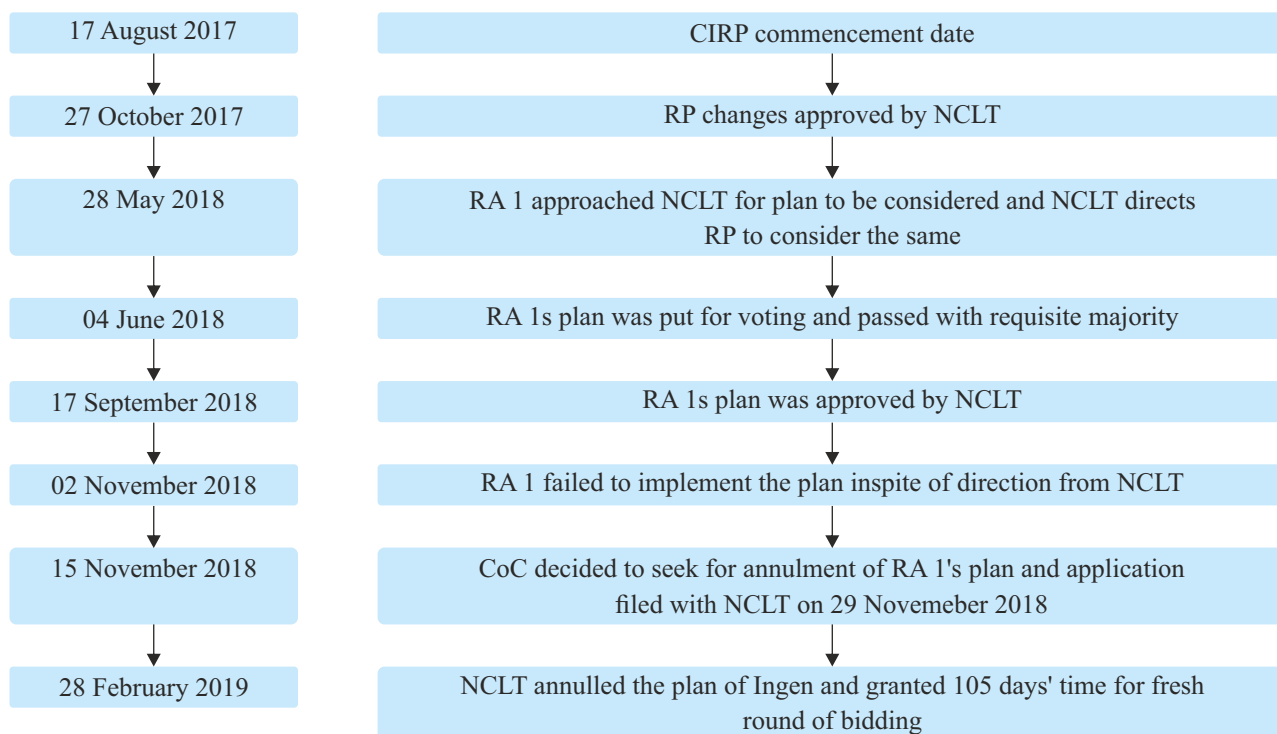 17 August 2017
CIRP commencement date
27 October 2017
RP changes approved by NCLT
28 May 2018
RA 1 approached NCLT for plan to be considered and NCLT directs
RP to consider the same
04 June 2018
RA 1s plan was put for voting and passed with requisite majority
17 September 2018
RA 1s plan was approved by NCLT
02 November 2018
RA 1 failed to implement the plan inspite of direction from NCLT
15 November 2018
CoC decided to seek for annulment of RA 1's plan and application
filed with NCLT on 29 Novemeber 2018
28 February 2019
NCLT annulled the plan of Ingen and granted 105 days' time for fresh
round of bidding